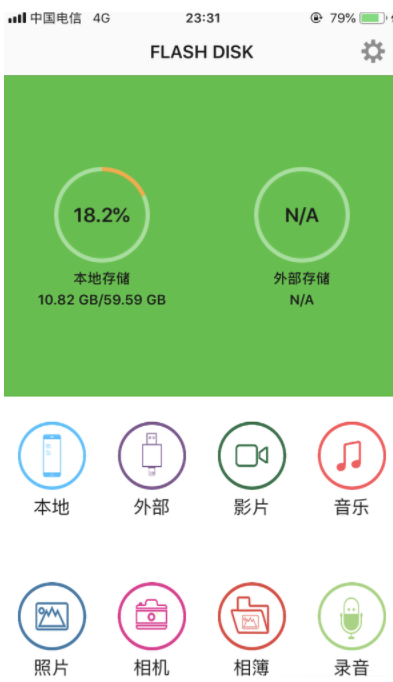 中国电信 4G 23:31 79%
FLASH DISK
18.2% N/A
本地存储 外部存储
10.82 GB/59.59 GB N/A
本地 外部 影片 音乐
照片 相机 相簿 录音